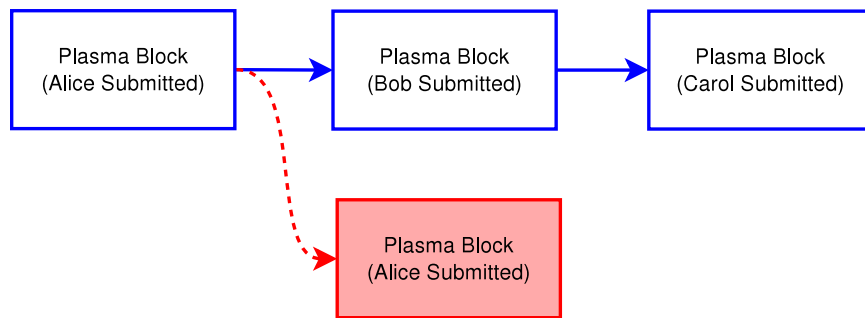 Plasma Block
(Alice Submitted)
Plasma Block
(Bob Submitted)
Plasma Block
(Carol Submitted)
Plasma Block
(Alice Submitted)